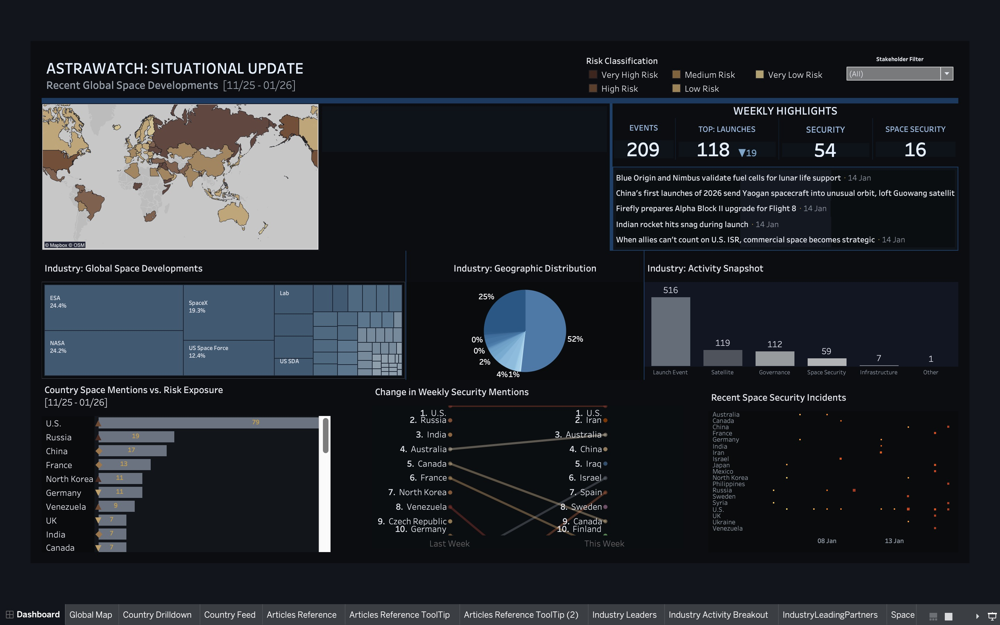 ASTRAWATCH: SITUATIONAL UPDATE
Recent Global Space Developments [11/25 - 01/26]
Risk Classification
Very High Risk
Medium Risk
Very Low Risk
High Risk
Low Risk
Stakeholder Filter
(All)
© Mapbox © OSM
WEEKLY HIGHLIGHTS
EVENTS
TOP: LAUNCHES
SECURITY
SPACE SECURITY
209
118 ▼19
54
16
Blue Origin and Nimbus validate fuel cells for lunar life support · 14 Jan
China's first launches of 2026 send Yaogan spacecraft into unusual orbit, loft Guowang satellit
Firefly prepares Alpha Block II upgrade for Flight 8 · 14 Jan
Indian rocket hits snag during launch · 14 Jan
When allies can't count on U.S. ISR, commercial space becomes strategic · 14 Jan
Industry: Global Space Developments
ESA
24.4%
NASA
24.2%
SpaceX
19.3%
US Space Force
12.4%
Lab
US SDA
Industry: Geographic Distribution
25%
52%
0%
0%
2%
4%
1%
Industry: Activity Snapshot
516
119
112
59
7
1
Launch Event
Satellite
Governance
Space Security
Infrastructure
Other
Country Space Mentions vs. Risk Exposure
[11/25 - 01/26]
U.S. 79
Russia 19
China 17
France 13
North Korea 11
Germany 11
Venezuela 9
UK 7
India 7
Canada 7
Change in Weekly Security Mentions
1. U.S.
2. Russia
3. India
4. Australia
5. Canada
6. France
7. North Korea
8. Venezuela
9. Czech Republic
10. Germany
Last Week
1. U.S.
2. Iran
3. Australia
4. China
5. Iraq
6. Israel
7. Spain
8. Sweden
9. Canada
10. Finland
This Week
Recent Space Security Incidents
Australia
Canada
China
France
Germany
India
Iran
Israel
Japan
Mexico
North Korea
Philippines
Russia
Sweden
Syria
U.S.
UK
Ukraine
Venezuela
08 Jan
13 Jan
Dashboard
Global Map
Country Drilldown
Country Feed
Articles Reference
Articles Reference ToolTip
Articles Reference ToolTip (2)
Industry Leaders
Industry Activity Breakout
IndustryLeadingPartners
Space